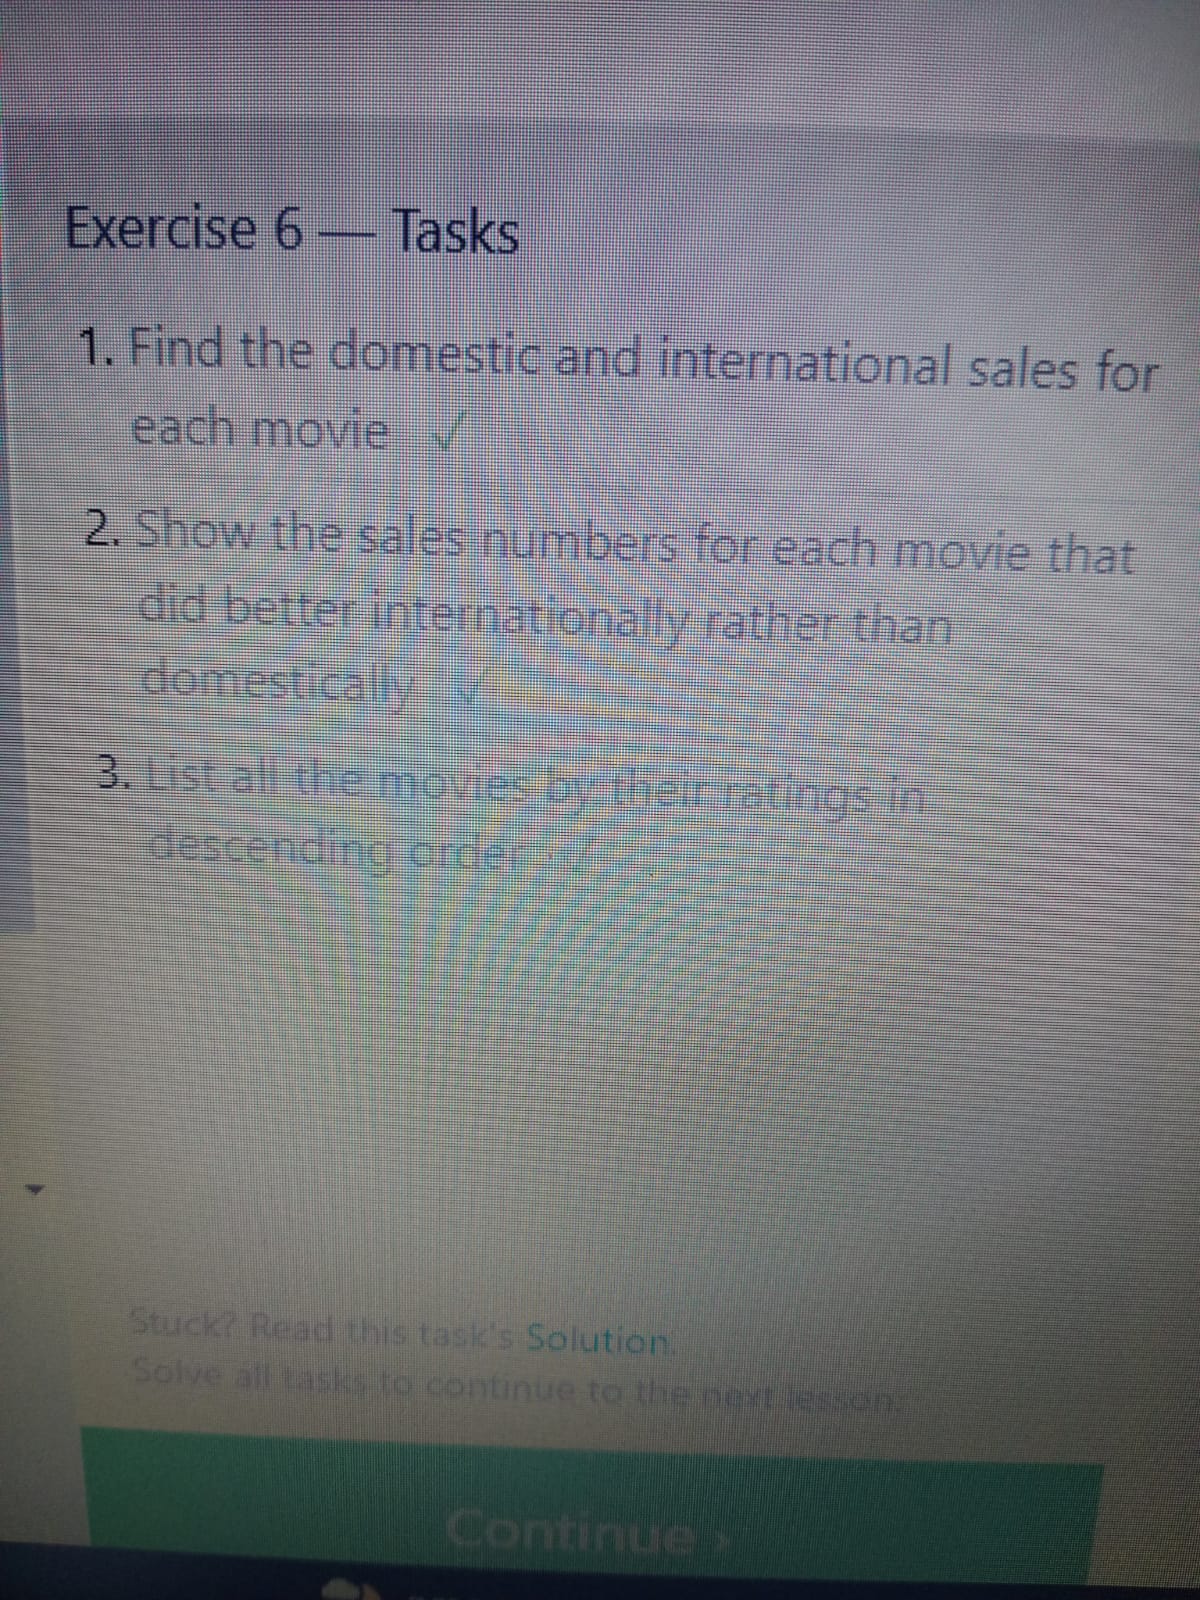 Exercise 6 — Tasks
1. Find the domestic and international sales for
each movie ✓
2. Show the sales numbers for each movie that
did better internationally rather than
domestically ✓
3. List all the movies by their ratings in
descending order ✓
Stuck? Read this task's Solution.
Solve all tasks to continue to the next lesson.
Continue ›